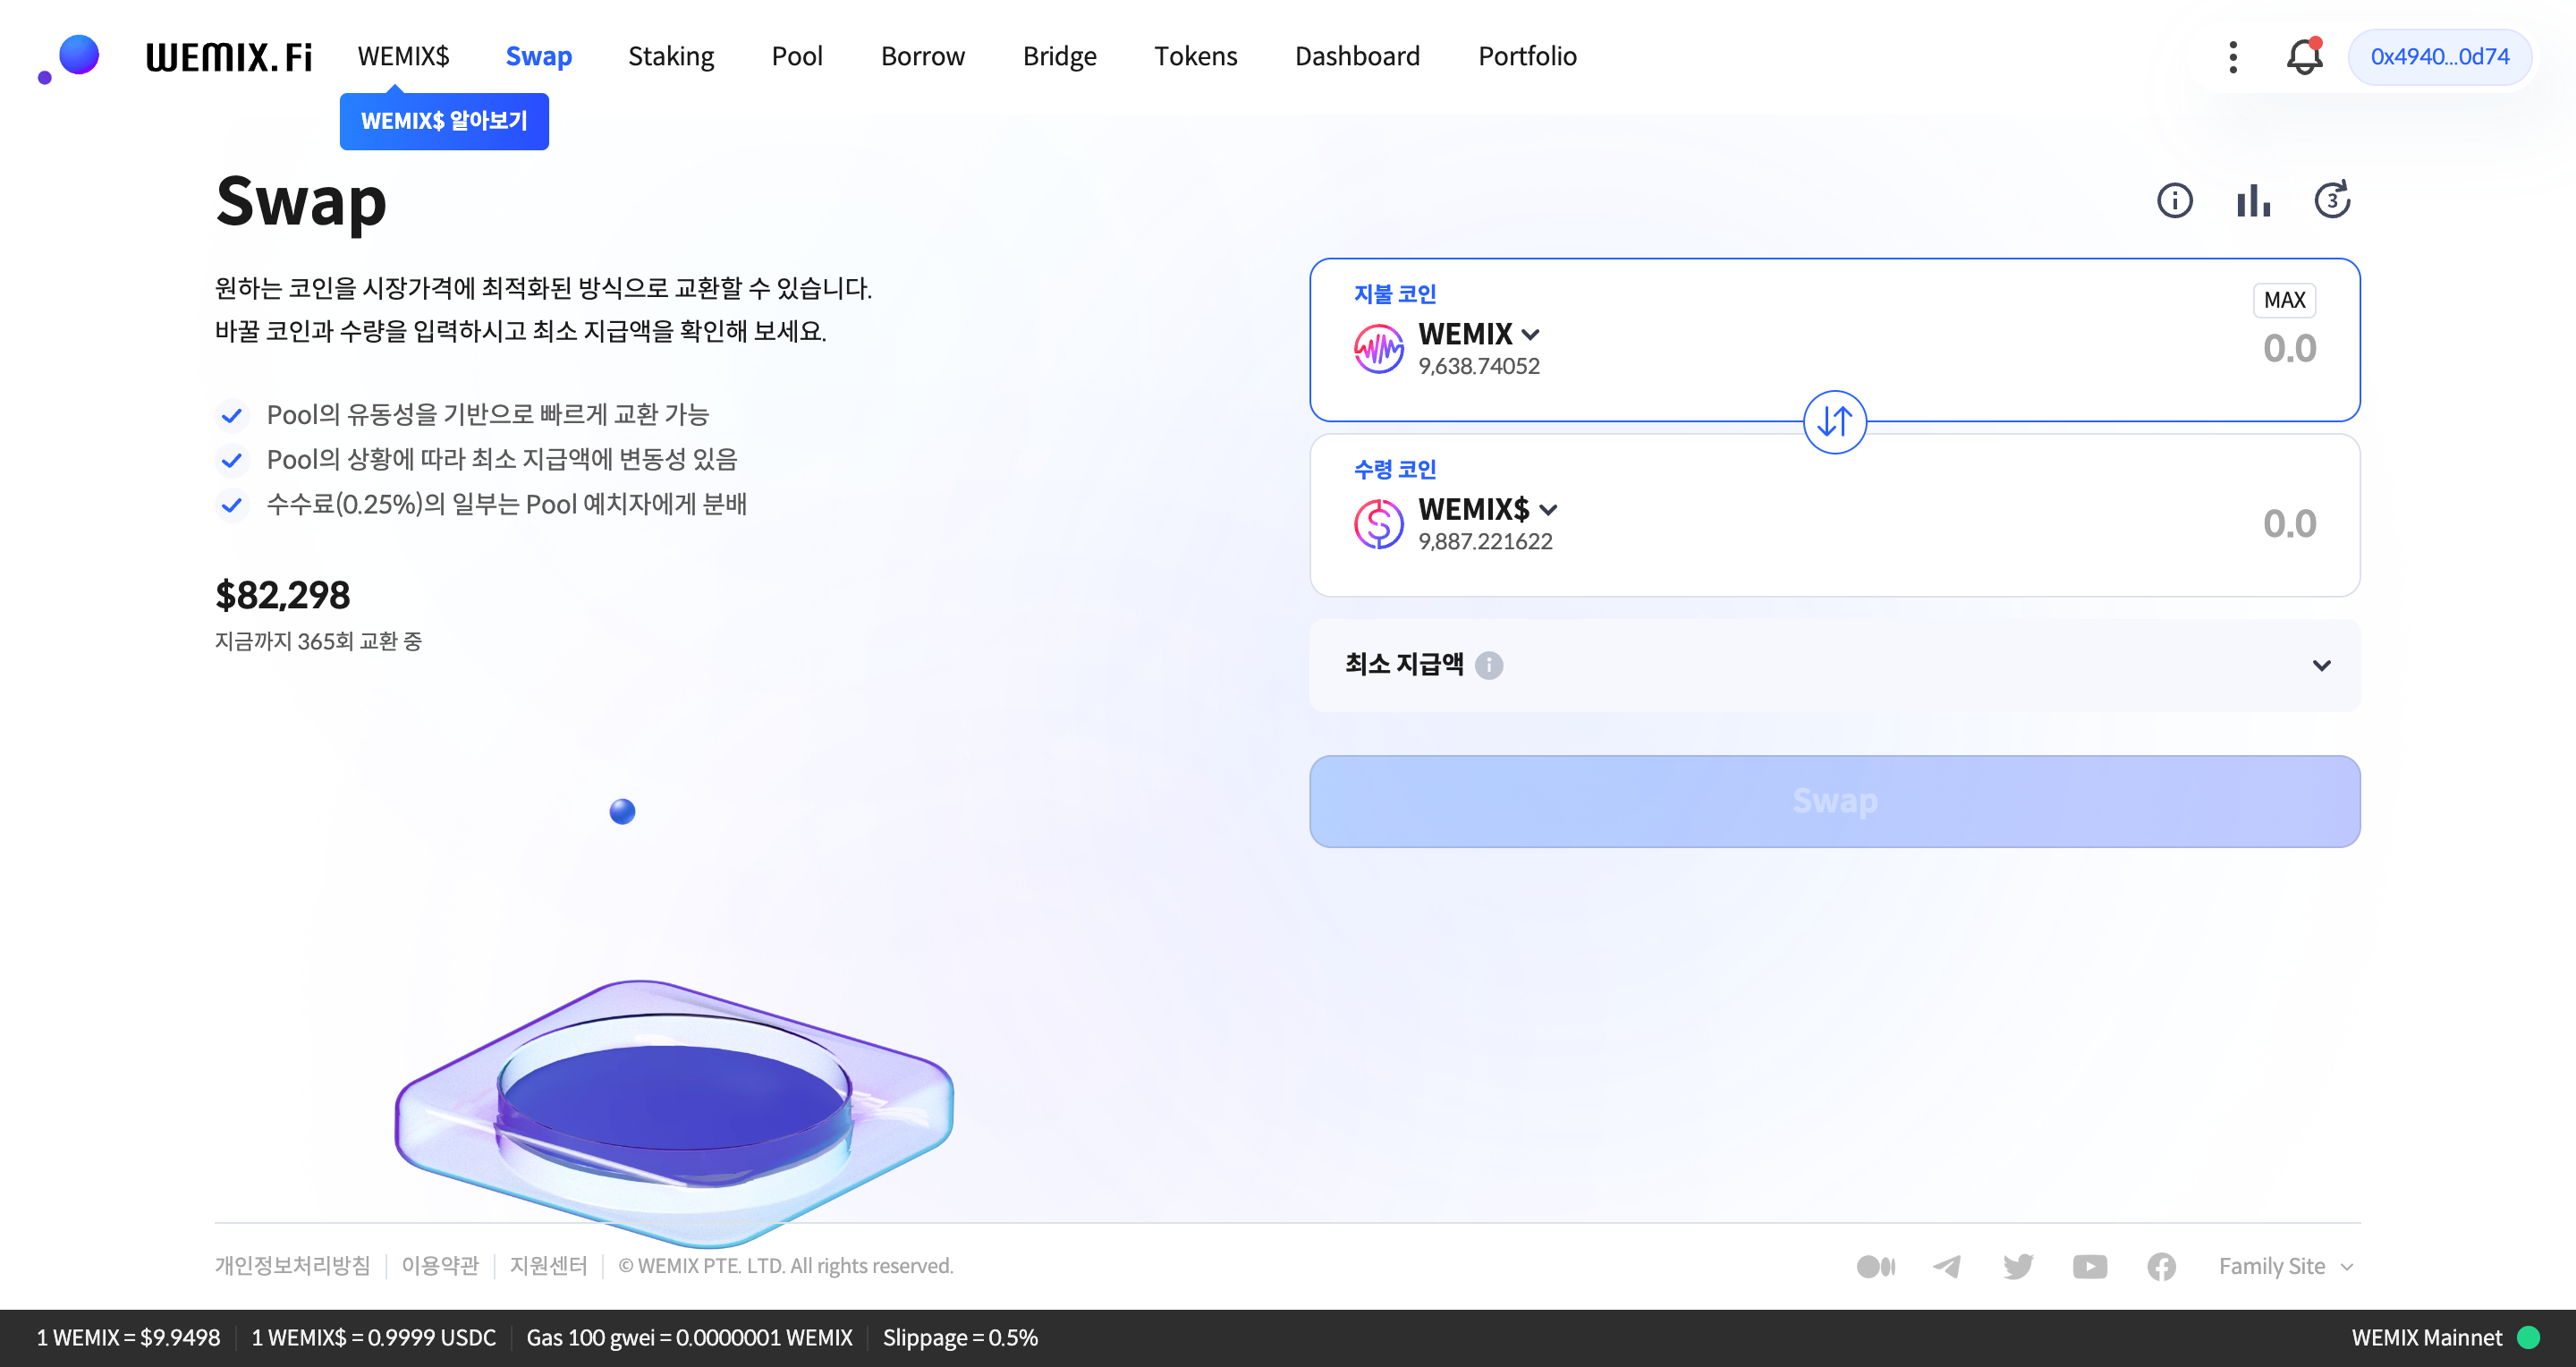 WEMIX.Fi
WEMIX$
Swap
Staking
Pool
Borrow
Bridge
Tokens
Dashboard
Portfolio
0x4940...0d74
WEMIX$ 알아보기
Swap
3
원하는 코인을 시장가격에 최적화된 방식으로 교환할 수 있습니다.
바꿀 코인과 수량을 입력하시고 최소 지급액을 확인해 보세요.
Pool의 유동성을 기반으로 빠르게 교환 가능
Pool의 상황에 따라 최소 지급액에 변동성 있음
수수료(0.25%)의 일부는 Pool 예치자에게 분배
$82,298
지금까지 365회 교환 중
지불 코인
MAX
WEMIX
9,638.74052
0.0
수령 코인
WEMIX$
9,887.221622
0.0
최소 지급액
Swap
개인정보처리방침
이용약관
지원센터
© WEMIX PTE. LTD. All rights reserved.
Family Site
1 WEMIX = $9.9498
1 WEMIX$ = 0.9999 USDC
Gas 100 gwei = 0.0000001 WEMIX
Slippage = 0.5%
WEMIX Mainnet